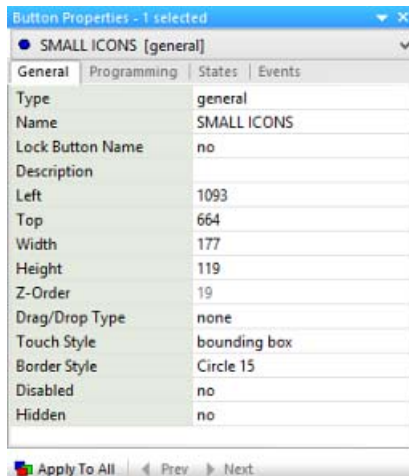 Button Properties - 1 selected
SMALL ICONS [general]
General Programming States Events
Type general
Name SMALL ICONS
Lock Button Name no
Description
Left 1093
Top 664
Width 177
Height 119
Z-Order 19
Drag/Drop Type none
Touch Style bounding box
Border Style Circle 15
Disabled no
Hidden no
Apply To All Prev Next